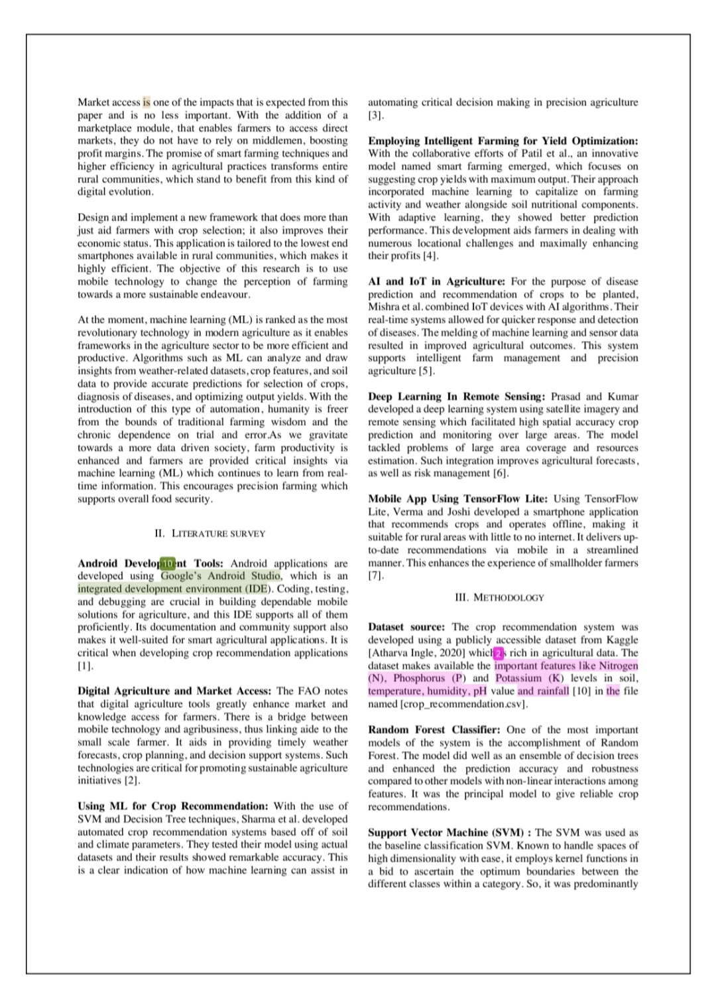 Market access is one of the impacts that is expected from this
paper and is no less important. With the addition of a
marketplace module, that enables farmers to access direct
markets, they do not have to rely on middlemen, boosting
profit margins. The promise of smart farming techniques and
higher efficiency in agricultural practices transforms entire
rural communities, which stand to benefit from this kind of
digital evolution.
Design and implement a new framework that does more than
just aid farmers with crop selection; it also improves their
economic status. This application is tailored to the lowest end
smartphones available in rural communities, which makes it
highly efficient. The objective of this research is to use
mobile technology to change the perception of farming
towards a more sustainable endeavour.
At the moment, machine learning (ML) is ranked as the most
revolutionary technology in modern agriculture as it enables
frameworks in the agriculture sector to be more efficient and
productive. Algorithms such as ML can analyze and draw
insights from weather-related datasets, crop features, and soil
data to provide accurate predictions for selection of crops,
diagnosis of diseases, and optimizing output yields. With the
introduction of this type of automation, humanity is freer
from the bounds of traditional farming wisdom and the
chronic dependence on trial and error.As we gravitate
towards a more data driven society, farm productivity is
enhanced and farmers are provided critical insights via
machine learning (ML) which continues to learn from real-
time information. This encourages precision farming which
supports overall food security.
II. LITERATURE SURVEY
Android Develop 10 nt Tools: Android applications are
developed using Google's Android Studio, which is an
integrated development environment (IDE). Coding, testing,
and debugging are crucial in building dependable mobile
solutions for agriculture, and this IDE supports all of them
proficiently. Its documentation and community support also
makes it well-suited for smart agricultural applications. It is
critical when developing crop recommendation applications
[1].
Digital Agriculture and Market Access: The FAO notes
that digital agriculture tools greatly enhance market and
knowledge access for farmers. There is a bridge between
mobile technology and agribusiness, thus linking aide to the
small scale farmer. It aids in providing timely weather
forecasts, crop planning, and decision support systems. Such
technologies are critical for promoting sustainable agriculture
initiatives [2].
Using ML for Crop Recommendation: With the use of
SVM and Decision Tree techniques, Sharma et al. developed
automated crop recommendation systems based off of soil
and climate parameters. They tested their model using actual
datasets and their results showed remarkable accuracy. This
is a clear indication of how machine learning can assist in
automating critical decision making in precision agriculture
[3].
Employing Intelligent Farming for Yield Optimization:
With the collaborative efforts of Patil et al., an innovative
model named smart farming emerged, which focuses on
suggesting crop yields with maximum output. Their approach
incorporated machine learning to capitalize on farming
activity and weather alongside soil nutritional components.
With adaptive learning, they showed better prediction
performance. This development aids farmers in dealing with
numerous locational challenges and maximally enhancing
their profits [4].
AI and IoT in Agriculture: For the purpose of disease
prediction and recommendation of crops to be planted,
Mishra et al. combined IoT devices with AI algorithms. Their
real-time systems allowed for quicker response and detection
of diseases. The melding of machine learning and sensor data
resulted in improved agricultural outcomes. This system
supports intelligent farm management and precision
agriculture [5].
Deep Learning In Remote Sensing: Prasad and Kumar
developed a deep learning system using satellite imagery and
remote sensing which facilitated high spatial accuracy crop
prediction and monitoring over large areas. The model
tackled problems of large area coverage and resources
estimation. Such integration improves agricultural forecasts,
as well as risk management [6].
Mobile App Using TensorFlow Lite: Using TensorFlow
Lite, Verma and Joshi developed a smartphone application
that recommends crops and operates offline, making it
suitable for rural areas with little to no internet. It delivers up-
to-date recommendations via mobile in a streamlined
manner. This enhances the experience of smallholder farmers
[7].
III. METHODOLOGY
Dataset source: The crop recommendation system was
developed using a publicly accessible dataset from Kaggle
[Atharva Ingle, 2020] which 2 s rich in agricultural data. The
dataset makes available the important features like Nitrogen
(N), Phosphorus (P) and Potassium (K) levels in soil,
temperature, humidity, pH value and rainfall [10] in the file
named [crop_recommendation.csv].
Random Forest Classifier: One of the most important
models of the system is the accomplishment of Random
Forest. The model did well as an ensemble of decision trees
and enhanced the prediction accuracy and robustness
compared to other models with non-linear interactions among
features. It was the principal model to give reliable crop
recommendations.
Support Vector Machine (SVM) : The SVM was used as
the baseline classification SVM. Known to handle spaces of
high dimensionality with ease, it employs kernel functions in
a bid to ascertain the optimum boundaries between the
different classes within a category. So, it was predominantly